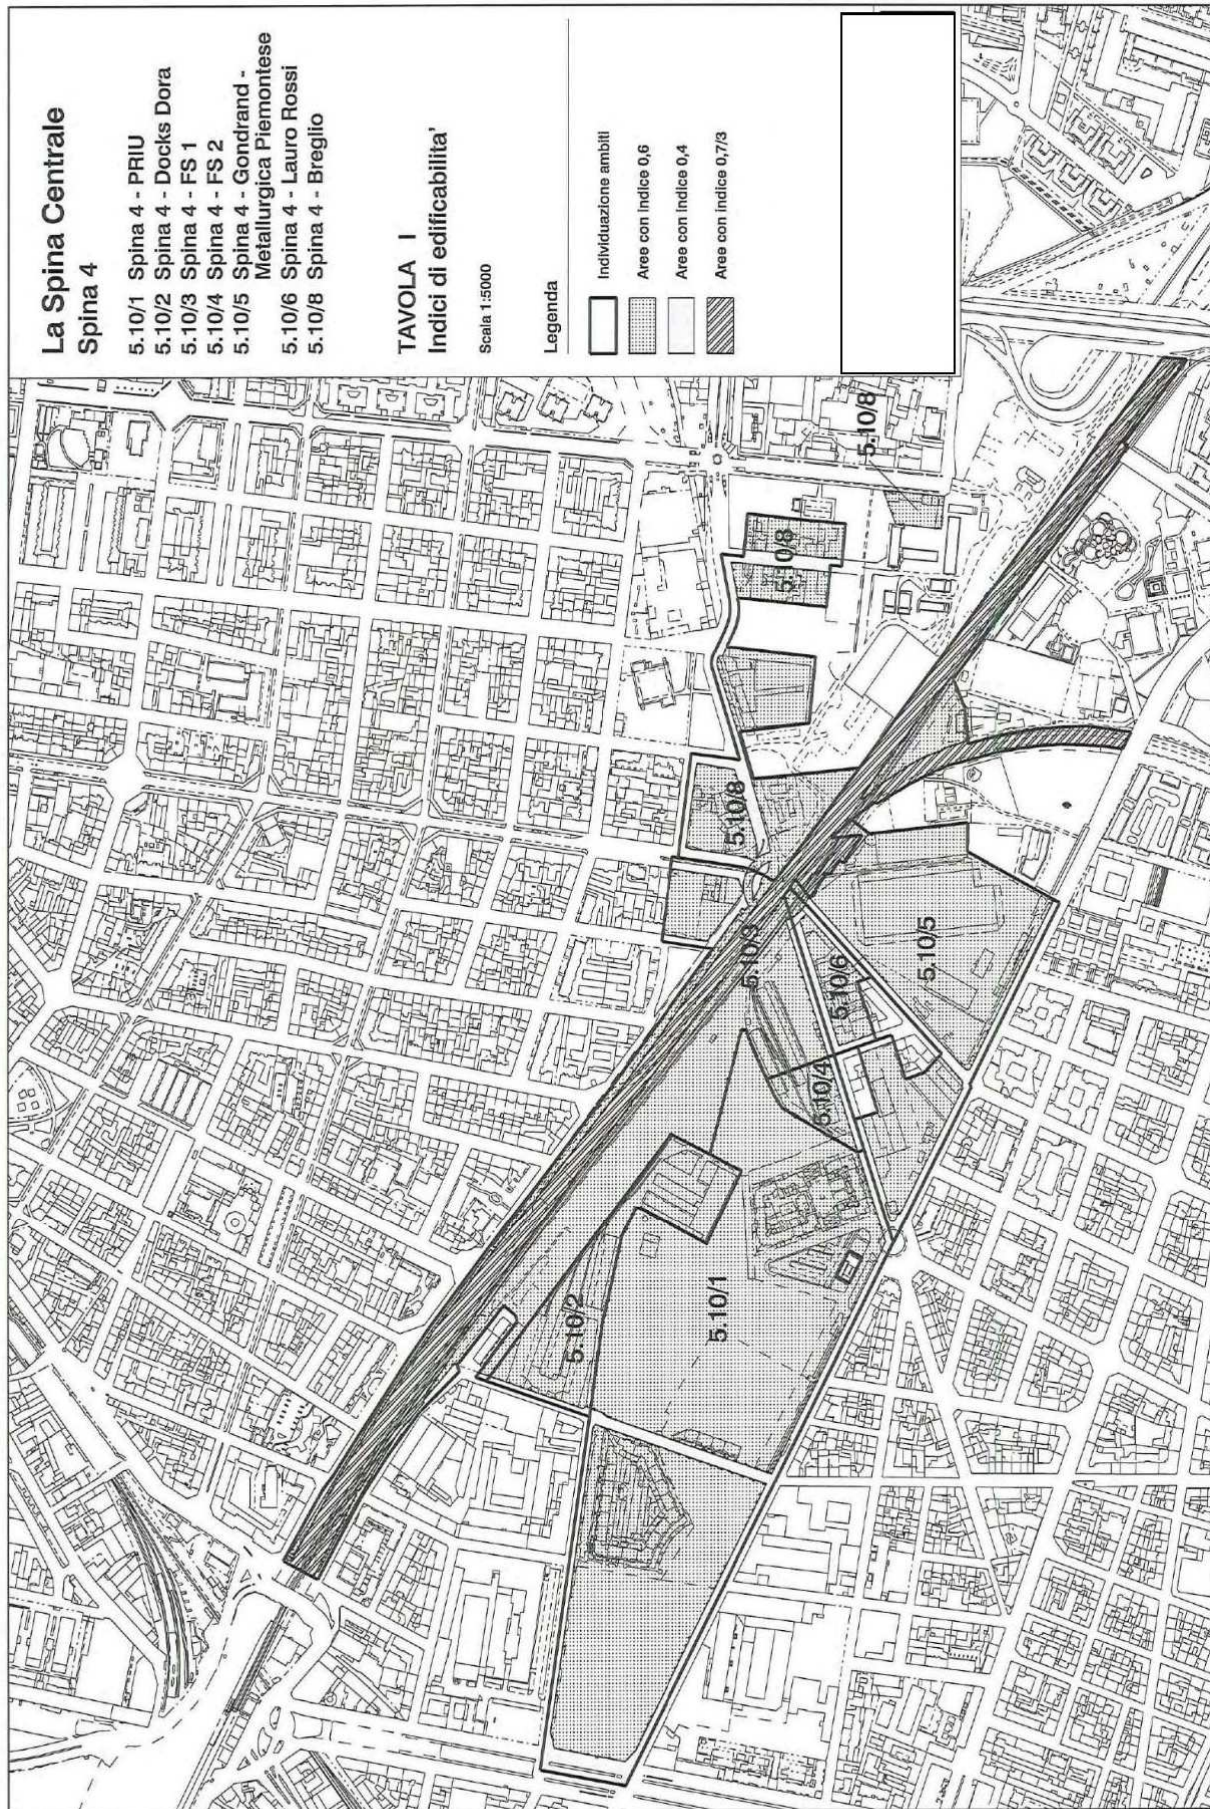 La Spina Centrale
Spina 4
5.10/1 Spina 4 - PRIU
5.10/2 Spina 4 - Docks Dora
5.10/3 Spina 4 - FS 1
5.10/4 Spina 4 - FS 2
5.10/5 Spina 4 - Gondrand -
Metallurgica Piemontese
5.10/6 Spina 4 - Lauro Rossi
5.10/8 Spina 4 - Breglio
TAVOLA I
Indici di edificabilita'
Scala 1:5000
Legenda
Individuazione ambiti
Aree con indice 0,6
Aree con indice 0,4
Aree con indice 0,7/3
5.10/2
5.10/1
5.10/3
5.10/4
5.10/6
5.10/5
5.10/8
5.10/8
5.10/8